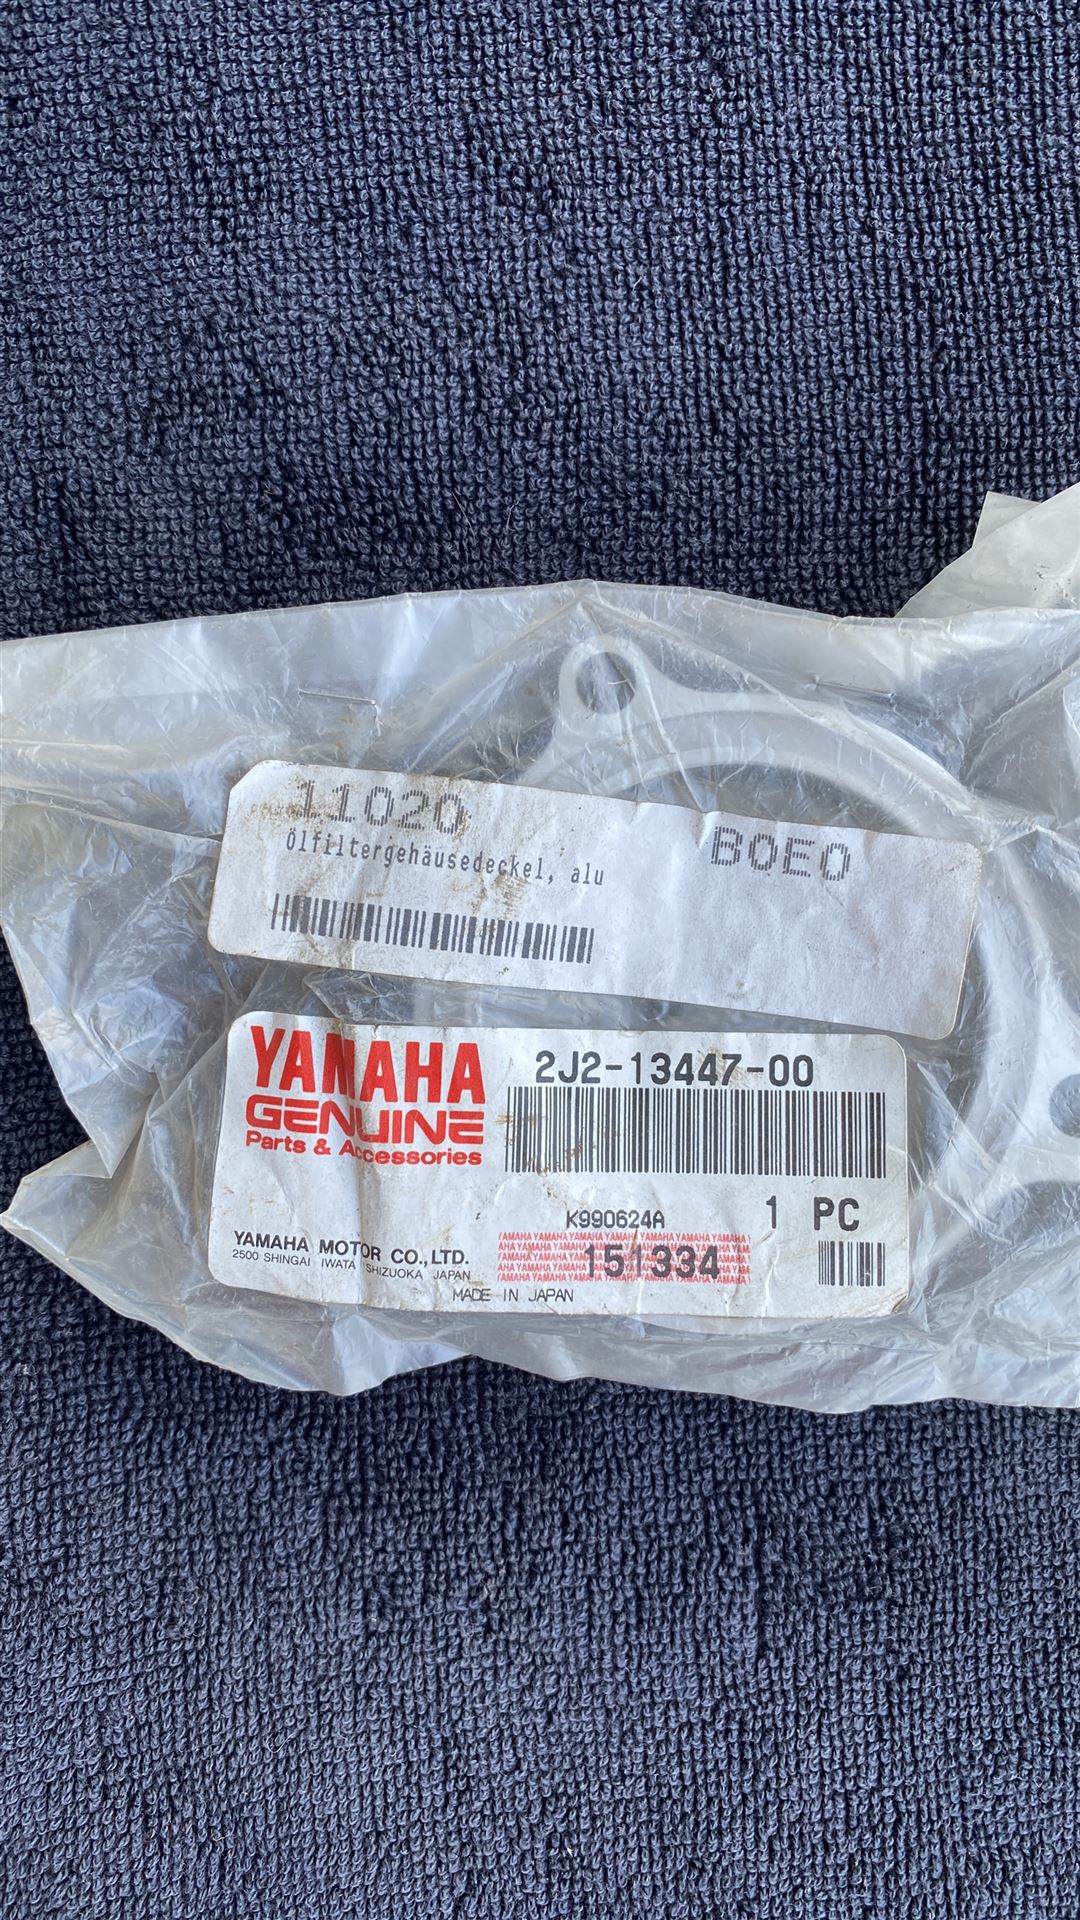 11020
Ölfiltergehäusedeckel, alu
B0E0
YAMAHA
GENUINE
Parts & Accessories
2J2-13447-00
K990624A
1 PC
YAMAHA MOTOR CO., LTD.
2500 SHINGAI IWATA SHIZUOKA JAPAN
151334
MADE IN JAPAN